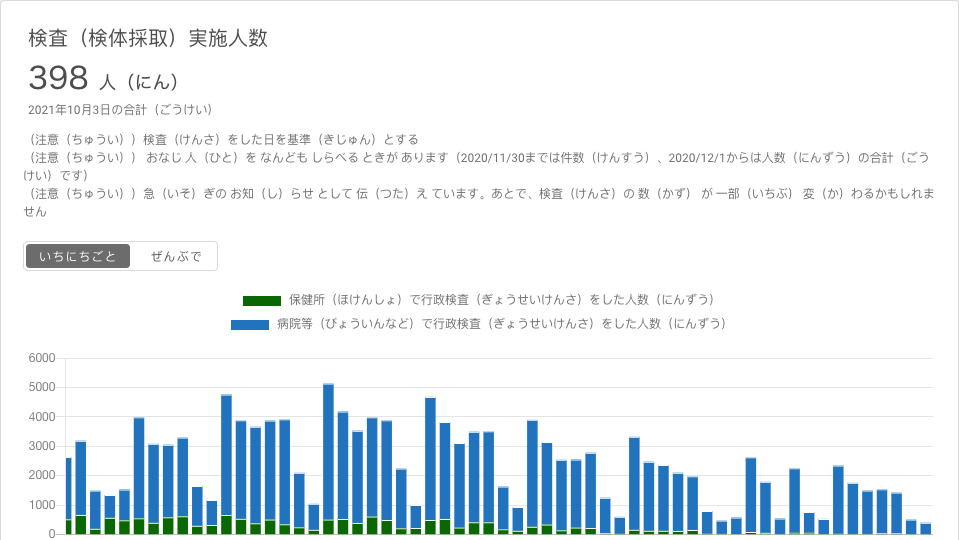 検査（検体採取）実施人数
398 人（にん）
2021年10月3日の合計（ごうけい）
（注意（ちゅうい））検査（けんさ）をした日を基準（きじゅん）とする
（注意（ちゅうい）） おなじ 人（ひと）を なんども しらべる ときが あります（2020/11/30までは件数（けんすう）、2020/12/1からは人数（にんずう）の合計（ごう
けい）です）
（注意（ちゅうい））急（いそ）ぎの お知（し）らせ として 伝（つた）え ています。あとで、検査（けんさ）の 数（かず） が 一部（いちぶ） 変（か）わるかもしれま
せん
いちにちごと ぜんぶで
保健所（ほけんしょ）で行政検査（ぎょうせいけんさ）をした人数（にんずう）
病院等（びょういんなど）で行政検査（ぎょうせいけんさ）をした人数（にんずう）
6000
5000
4000
3000
2000
1000
0